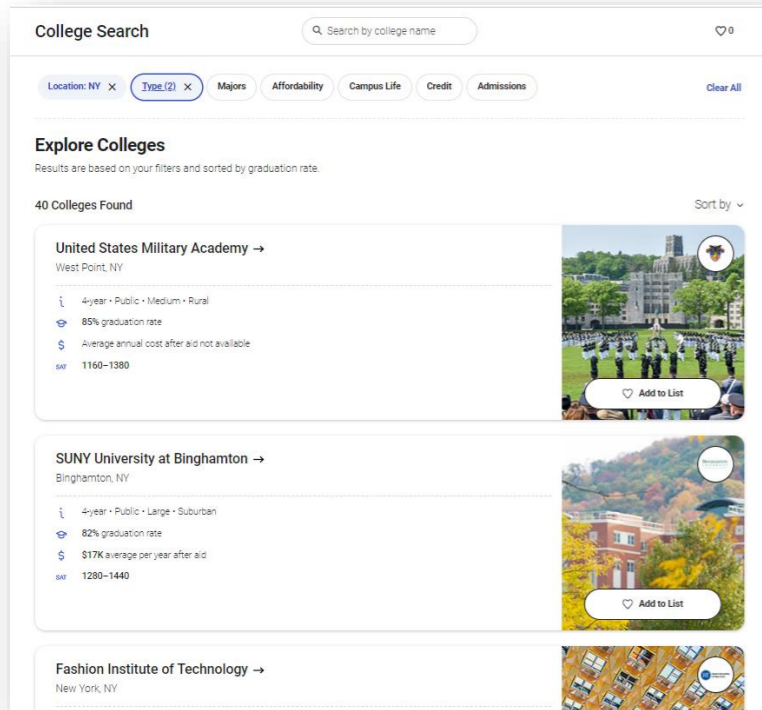 College Search
Search by college name
0
Location: NY
Type (2)
Majors
Affordability
Campus Life
Credit
Admissions
Clear All
Explore Colleges
Results are based on your filters and sorted by graduation rate.
40 Colleges Found
Sort by
United States Military Academy →
West Point, NY
4-year • Public • Medium • Rural
85% graduation rate
$ Average annual cost after aid not available
SAT 1160–1380
Add to List
SUNY University at Binghamton →
Binghamton, NY
4-year • Public • Large • Suburban
82% graduation rate
$ $17K average per year after aid
SAT 1280–1440
Add to List
Fashion Institute of Technology →
New York, NY